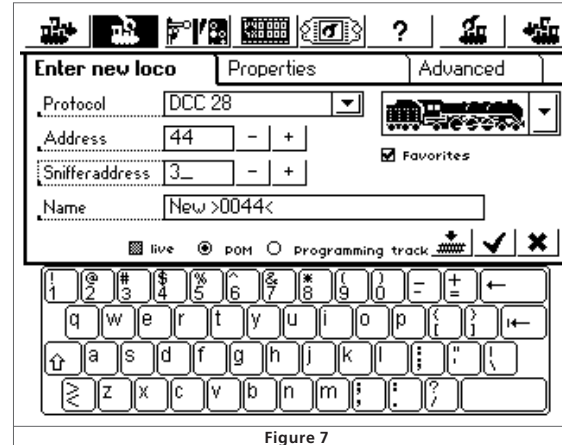 ?
Enter new loco Properties Advanced
Protocol DCC 28
Address 44 - +
Favorites
Snifferaddress 3_ - +
Name New >0044<
live POM Programming track
! 1 @ 2 # 3 $ 4 % 5 ^ 6 & 7 * 8 ( 9 ) 0 _ - + = ←
q w e r t y u i o p { [ } ]
a s d f g h j k l " ' | \
z x c v b n m ? /
Figure 7